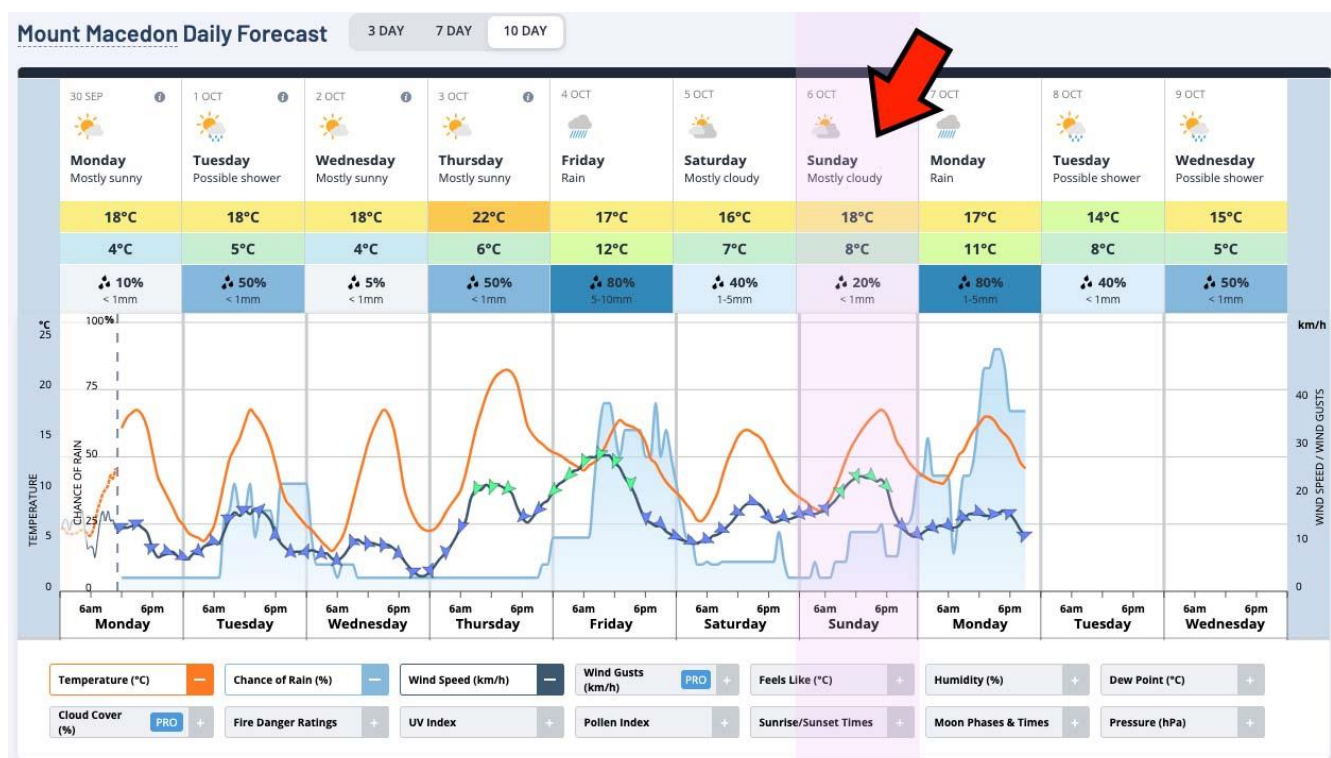 Mount Macedon Daily Forecast 3 DAY 7 DAY 10 DAY
30 SEP 1 OCT 2 OCT 3 OCT 4 OCT 5 OCT 6 OCT 7 OCT 8 OCT 9 OCT
Monday Tuesday Wednesday Thursday Friday Saturday Sunday Monday Tuesday Wednesday
Mostly sunny Possible shower Mostly sunny Mostly sunny Rain Mostly cloudy Mostly cloudy Rain Possible shower Possible shower
18°C 18°C 18°C 22°C 17°C 16°C 18°C 17°C 14°C 15°C
4°C 5°C 4°C 6°C 12°C 7°C 8°C 11°C 8°C 5°C
10% 50% 5% 50% 80% 40% 20% 80% 40% 50%
< 1mm < 1mm < 1mm < 1mm 5-10mm 1-5mm < 1mm 1-5mm < 1mm < 1mm
°C 100% km/h
25
20 75 40
15 50 30
10 20
5 25 10
0 0 0
TEMPERATURE
CHANCE OF RAIN
WIND SPEED / WIND GUSTS
6am 6pm 6am 6pm 6am 6pm 6am 6pm 6am 6pm 6am 6pm 6am 6pm 6am 6pm 6am 6pm 6am 6pm
Monday Tuesday Wednesday Thursday Friday Saturday Sunday Monday Tuesday Wednesday
Temperature (°C) Chance of Rain (%) Wind Speed (km/h) Wind Gusts (km/h) PRO Feels Like (°C) Humidity (%) Dew Point (°C)
Cloud Cover (%) PRO Fire Danger Ratings UV Index Pollen Index Sunrise/Sunset Times Moon Phases & Times Pressure (hPa)